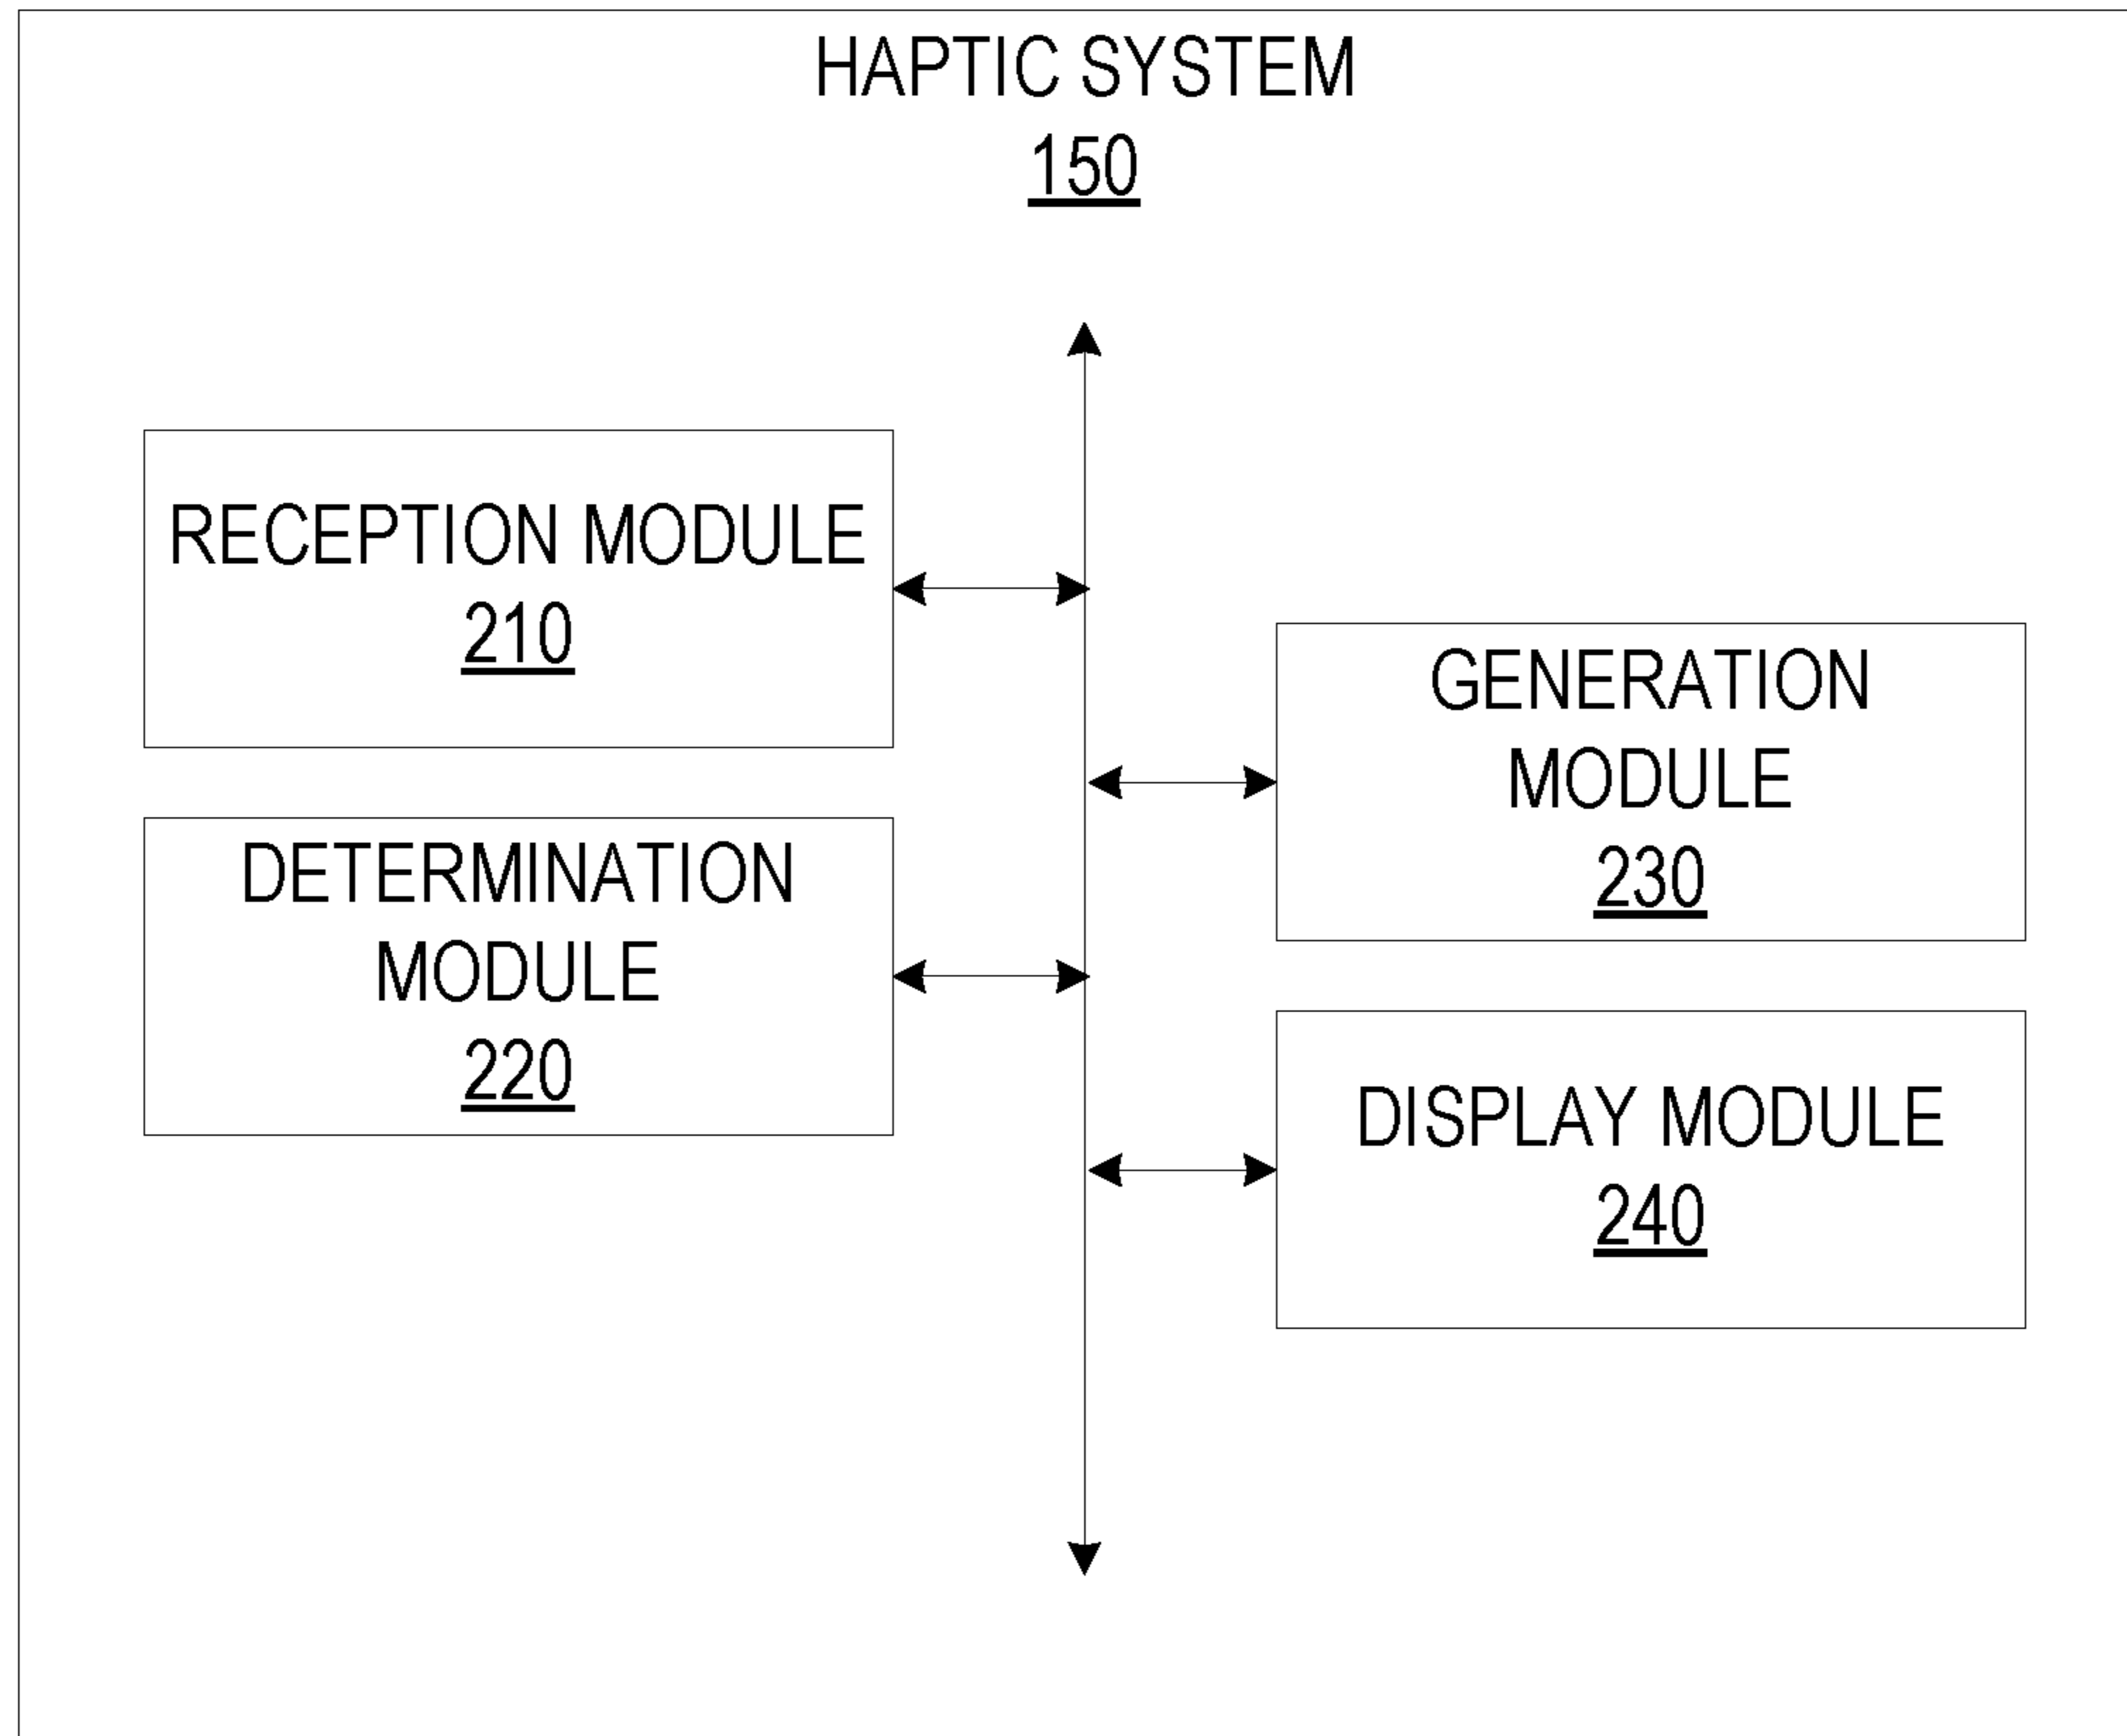 HAPTIC SYSTEM
150
RECEPTION MODULE
210
DETERMINATION
MODULE
220
GENERATION
MODULE
230
DISPLAY MODULE
240